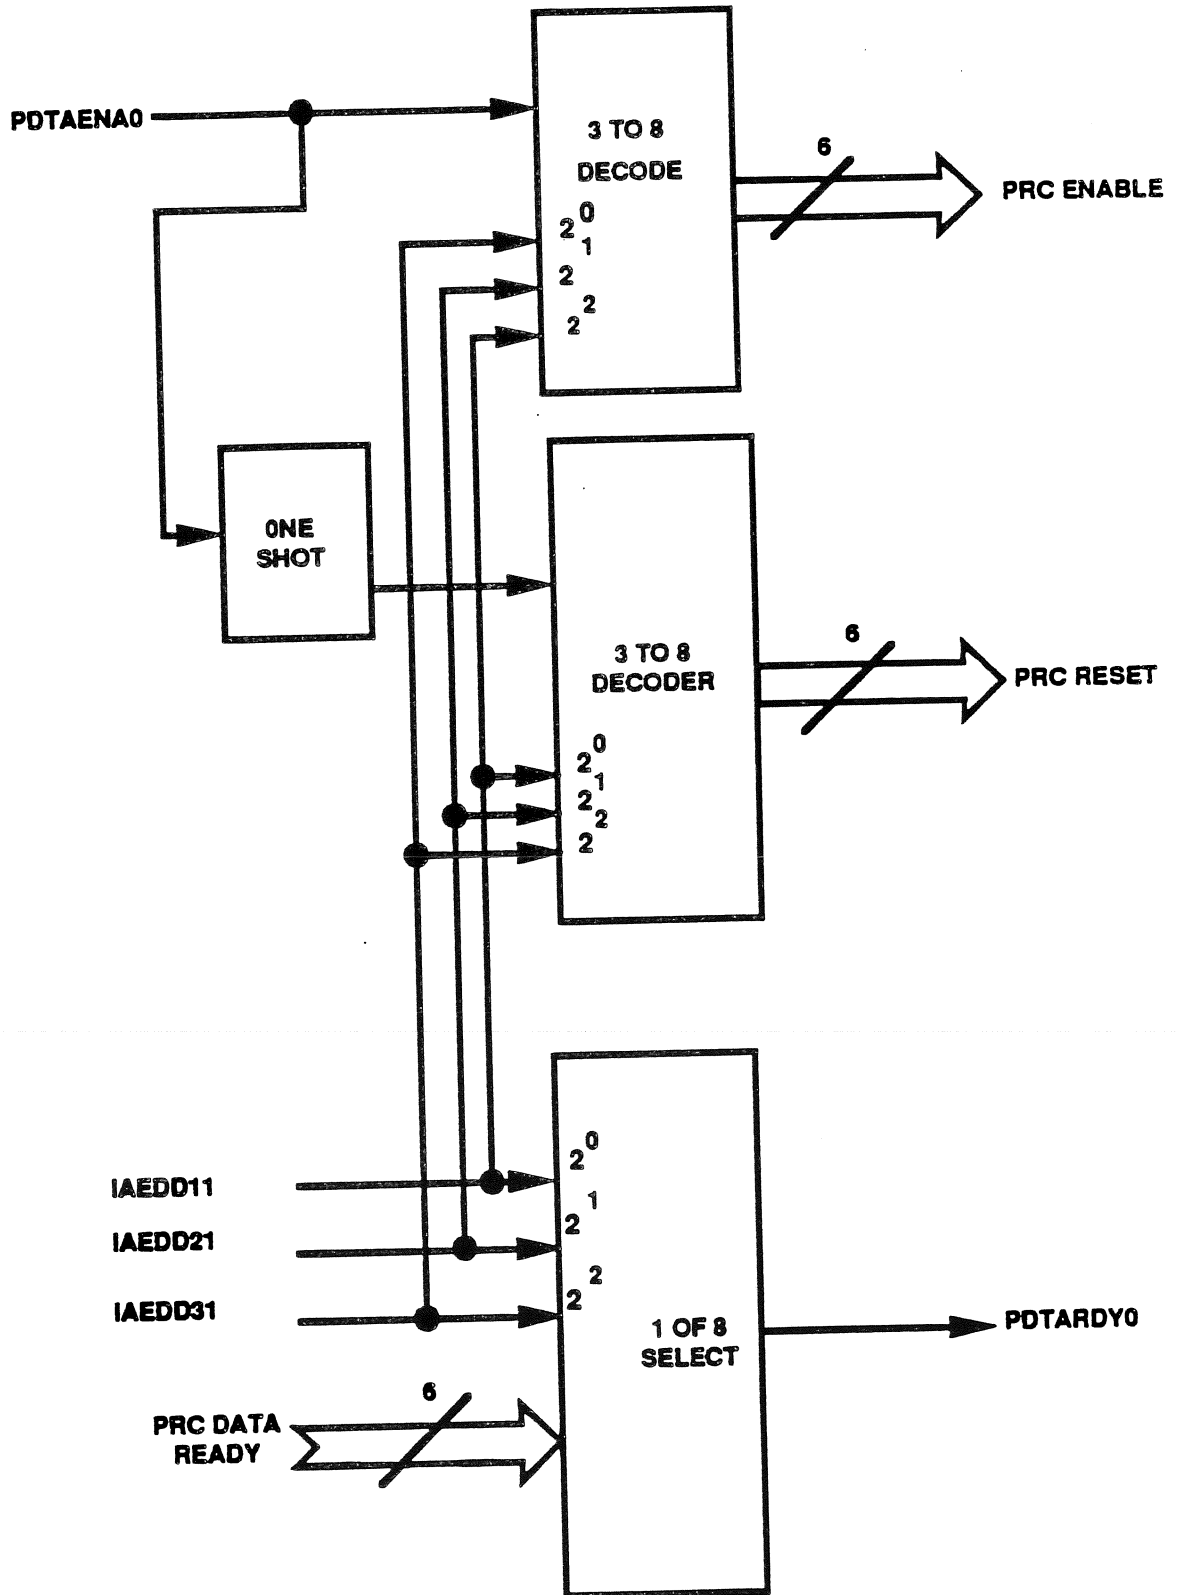 PDTAENA0
3 TO 8
DECODE
6
PRC ENABLE
2^0
2^1
2^2
0NE
SHOT
3 TO 8
DECODER
6
PRC RESET
2^0
2^1
2^2
IAEDD11
2^0
IAEDD21
2^1
IAEDD31
2^2
1 OF 8
SELECT
PDTARDY0
6
PRC DATA
READY